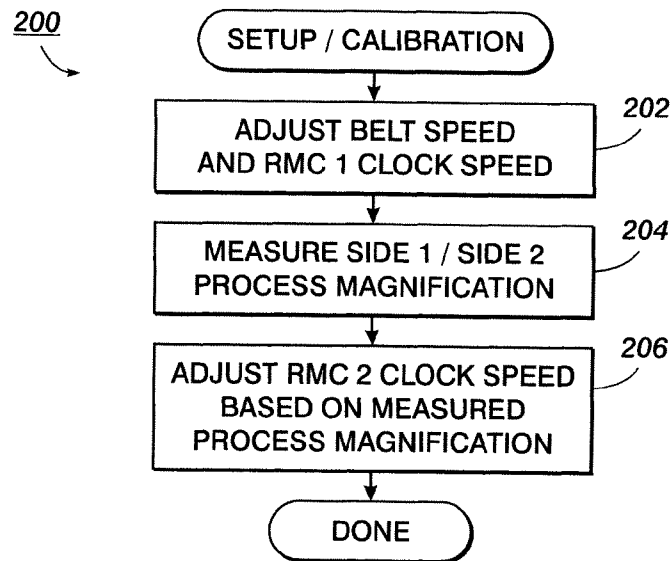 200
SETUP / CALIBRATION
202
ADJUST BELT SPEED
AND RMC 1 CLOCK SPEED
204
MEASURE SIDE 1 / SIDE 2
PROCESS MAGNIFICATION
206
ADJUST RMC 2 CLOCK SPEED
BASED ON MEASURED
PROCESS MAGNIFICATION
DONE